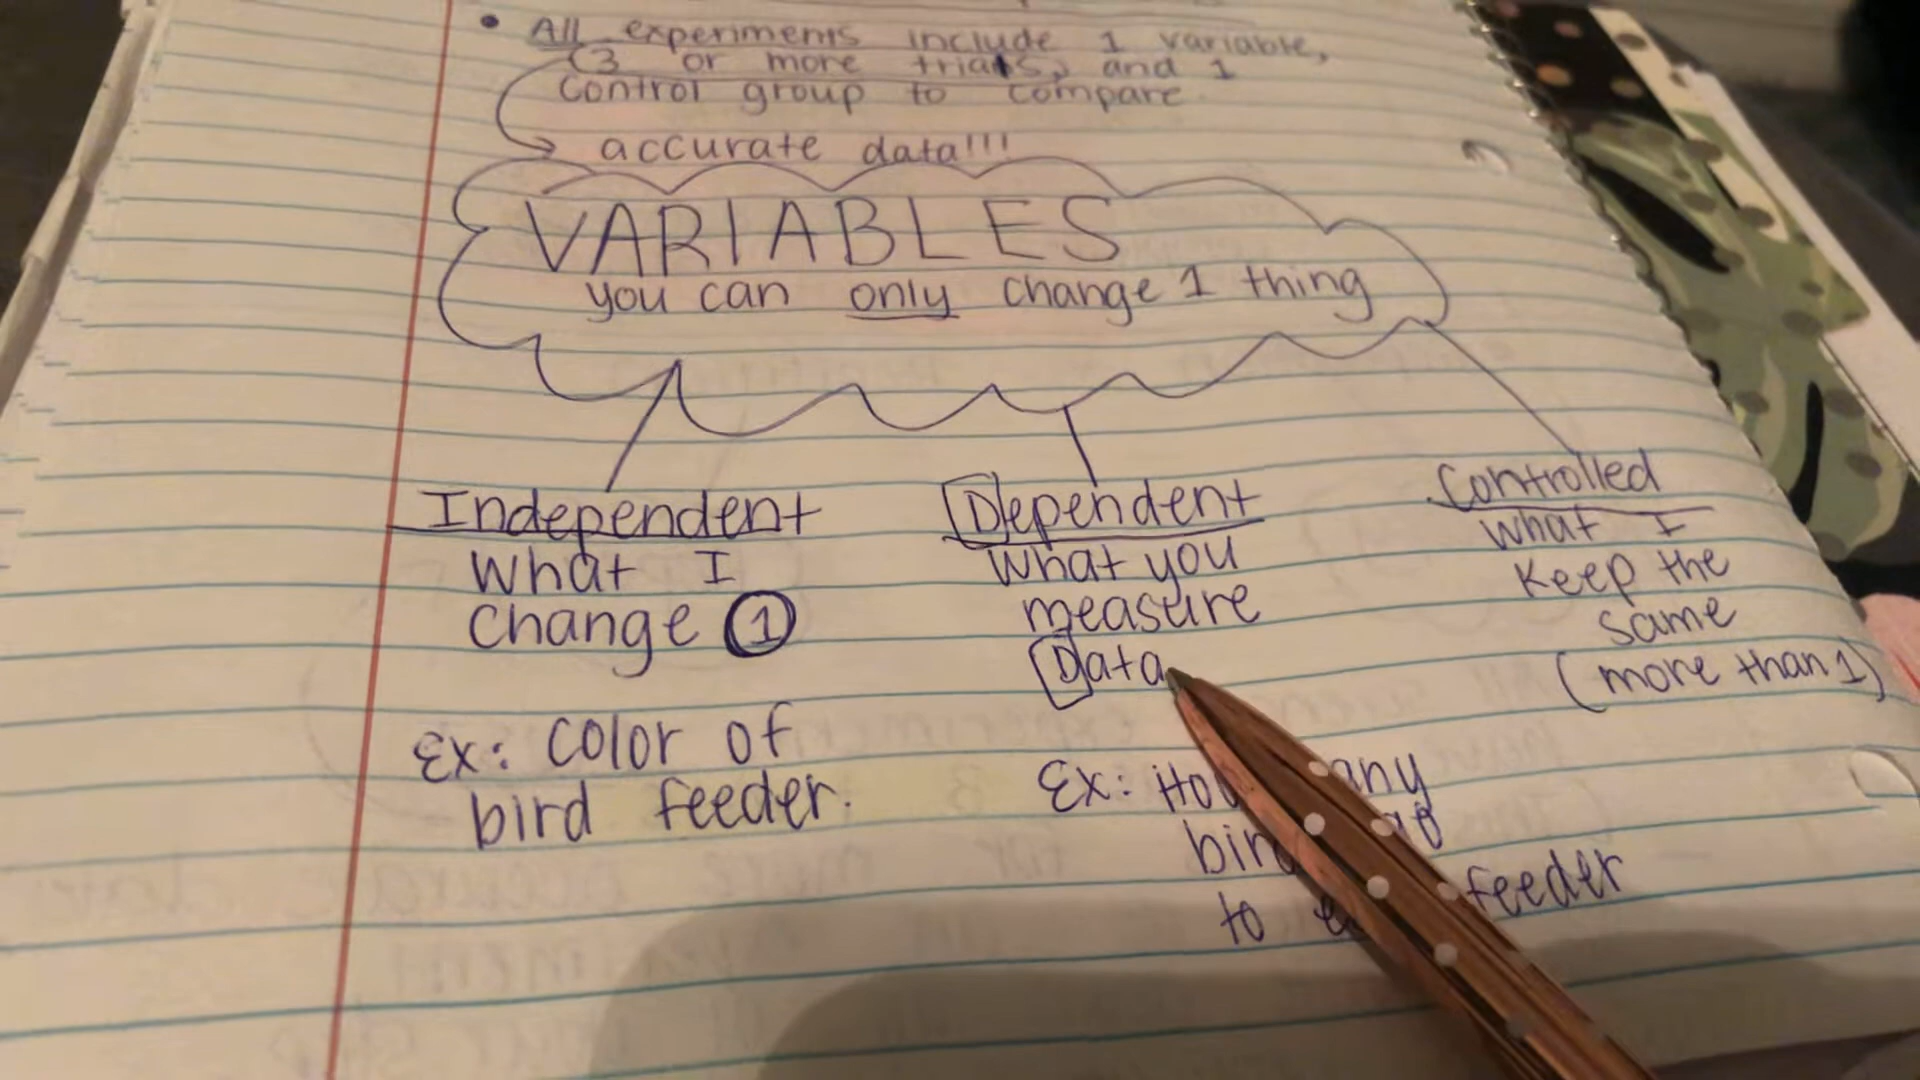 • All experiments include 1 variable,
(3 or more trials, and 1
control group to compare
accurate data!!!
VARIABLES
you can only change 1 thing
Independent
What I
change 1
Ex: color of
bird feeder.
Dependent
What you
measure
Data
Ex:
to feeder
Controlled
What I
Keep the
same
(more than 1)